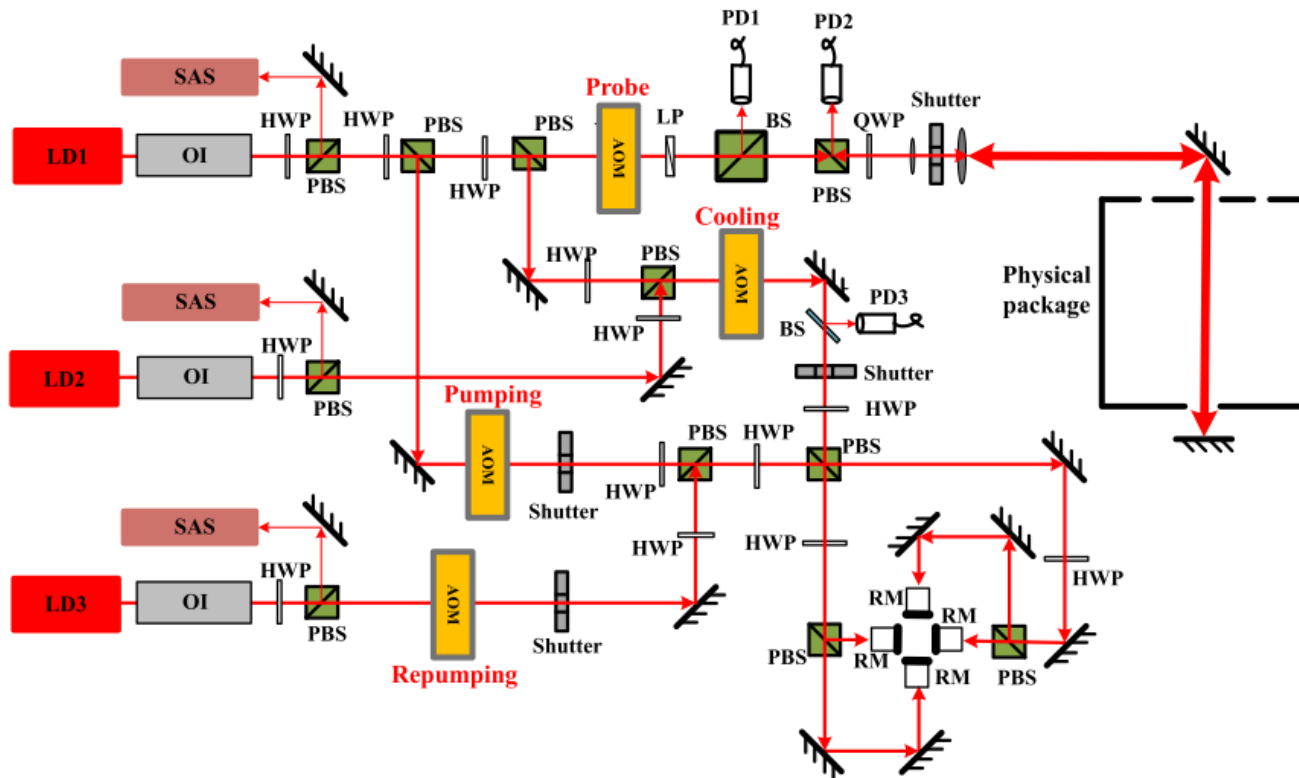 PD1
PD2
SAS
Probe
Shutter
HWP
HWP
PBS
PBS
LP
BS
QWP
LD1
OI
AOM
PBS
HWP
PBS
Cooling
SAS
HWP
PBS
AOM
Physical
package
PD3
BS
HWP
HWP
LD2
OI
Shutter
PBS
Pumping
HWP
PBS
HWP
PBS
AOM
HWP
Shutter
SAS
HWP
HWP
HWP
HWP
LD3
OI
AOM
RM
RM
PBS
Shutter
PBS
RM
Repumping
RM
PBS